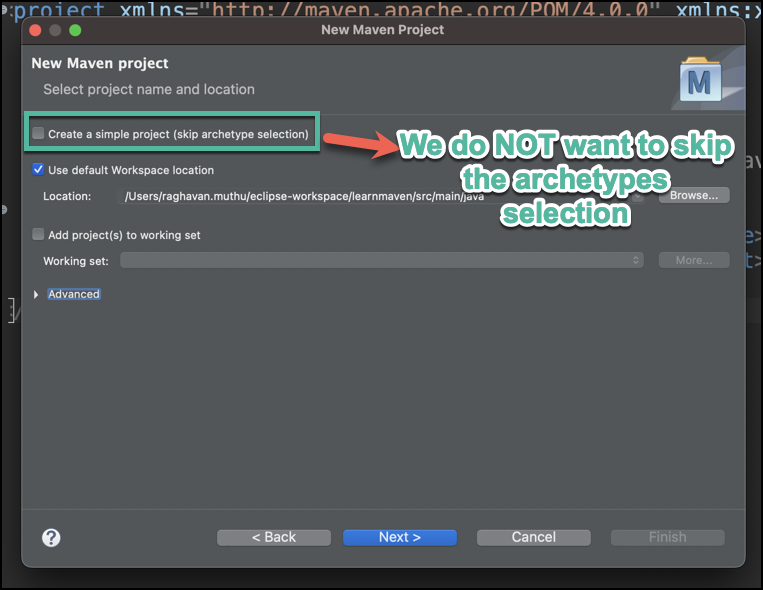 project xmlns="http://maven.apache.org/POM/4.0.0" xmlns:x
New Maven Project
New Maven project
Select project name and location
M
Create a simple project (skip archetype selection)
We do NOT want to skip
the archetypes
selection
Use default Workspace location
Location: /Users/raghavan.muthu/eclipse-workspace/learnmaven/src/main/java Browse...
Add project(s) to working set
Working set: More...
Advanced
? < Back Next > Cancel Finish